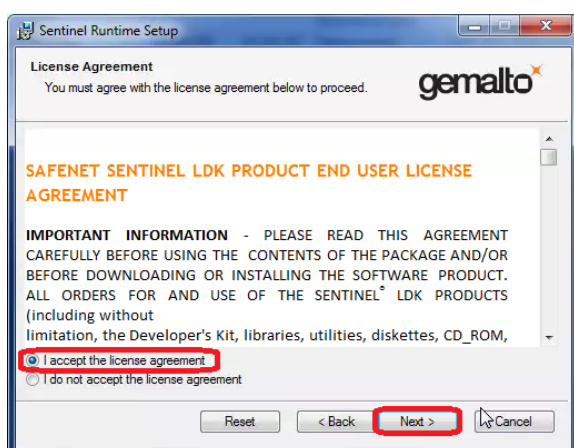 Sentinel Runtime Setup
License Agreement
You must agree with the license agreement below to proceed.
gemalto
SAFENET SENTINEL LDK PRODUCT END USER LICENSE
AGREEMENT
IMPORTANT INFORMATION - PLEASE READ THIS AGREEMENT
CAREFULLY BEFORE USING THE CONTENTS OF THE PACKAGE AND/OR
BEFORE DOWNLOADING OR INSTALLING THE SOFTWARE PRODUCT.
ALL ORDERS FOR AND USE OF THE SENTINEL® LDK PRODUCTS
(including without
limitation, the Developer's Kit, libraries, utilities, diskettes, CD_ROM,
I accept the license agreement
I do not accept the license agreement
Reset < Back Next > Cancel